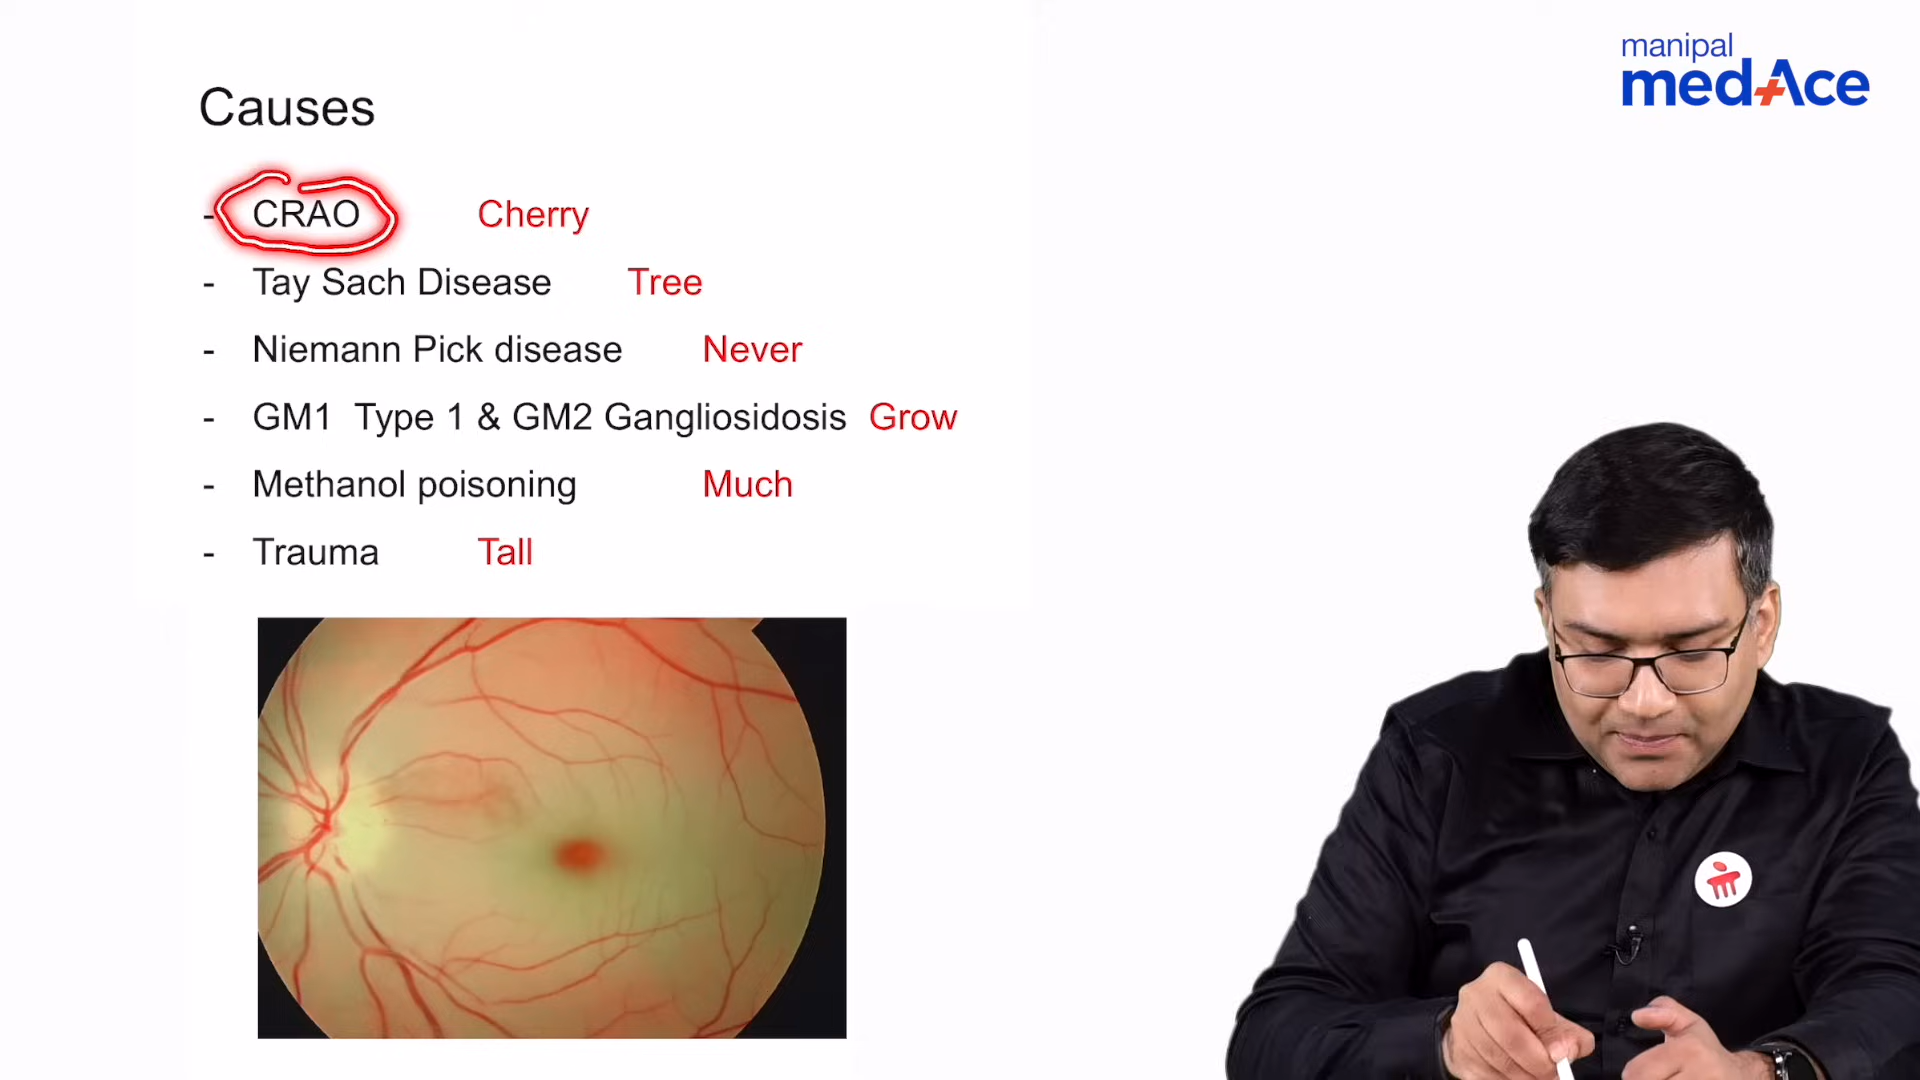 manipal
medAce
Causes
- CRAO Cherry
- Tay Sach Disease Tree
- Niemann Pick disease Never
- GM1 Type 1 & GM2 Gangliosidosis Grow
- Methanol poisoning Much
- Trauma Tall